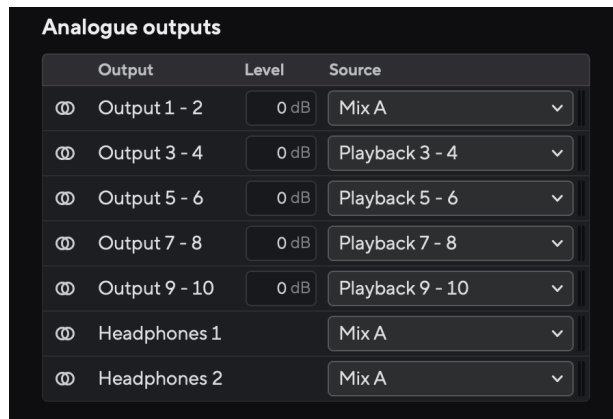 Analogue outputs
Output Level Source
Output 1 - 2 0 dB Mix A
Output 3 - 4 0 dB Playback 3 - 4
Output 5 - 6 0 dB Playback 5 - 6
Output 7 - 8 0 dB Playback 7 - 8
Output 9 - 10 0 dB Playback 9 - 10
Headphones 1 Mix A
Headphones 2 Mix A